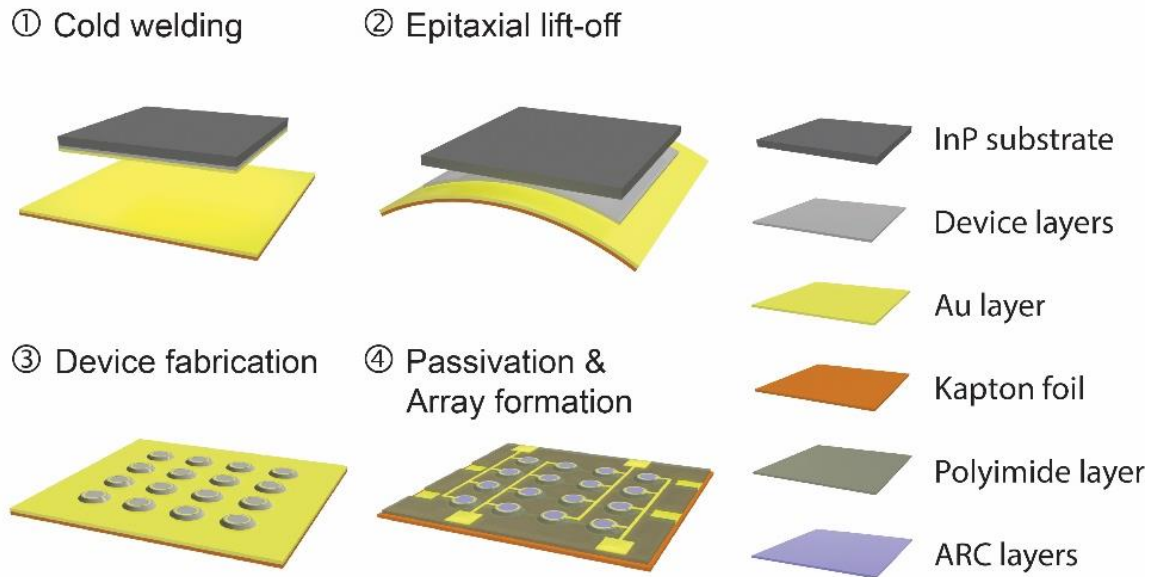 ① Cold welding
② Epitaxial lift-off
InP substrate
Device layers
Au layer
③ Device fabrication
④ Passivation &
Array formation
Kapton foil
Polyimide layer
ARC layers